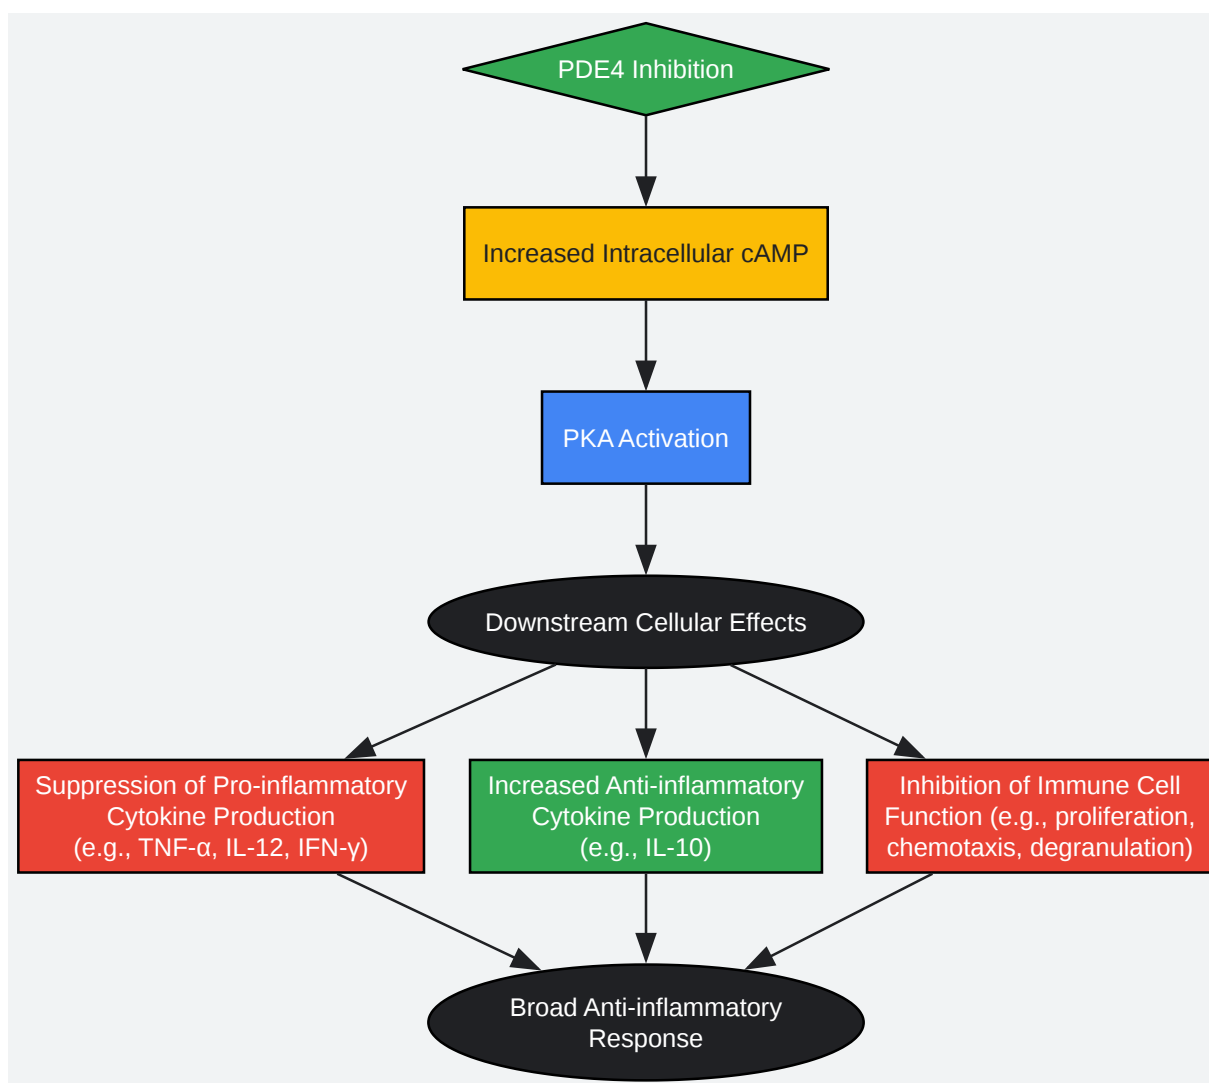 PDE4 Inhibition
Increased Intracellular cAMP
PKA Activation
Downstream Cellular Effects
Suppression of Pro-inflammatory
Cytokine Production
(e.g., TNF-α, IL-12, IFN-γ)
Increased Anti-inflammatory
Cytokine Production
(e.g., IL-10)
Inhibition of Immune Cell
Function (e.g., proliferation,
chemotaxis, degranulation)
Broad Anti-inflammatory
Response